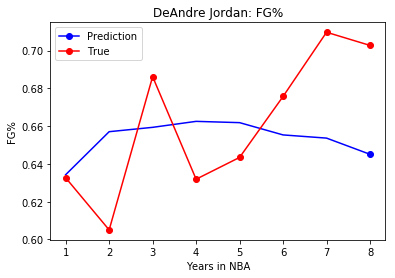 DeAndre Jordan: FG%
Prediction
True
FG%
0.70
0.68
0.66
0.64
0.62
0.60
1 2 3 4 5 6 7 8
Years in NBA